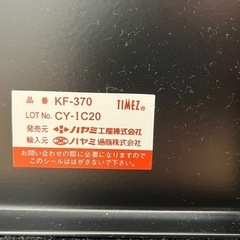 品番 KF-370 TIMEZ®
LOT No. CY-IC20
発売元 ハヤミ工産株式会社
輸入元 ハヤミ通商株式会社
お問い合わせの際に必要になりますので
このシールははがさないでください。